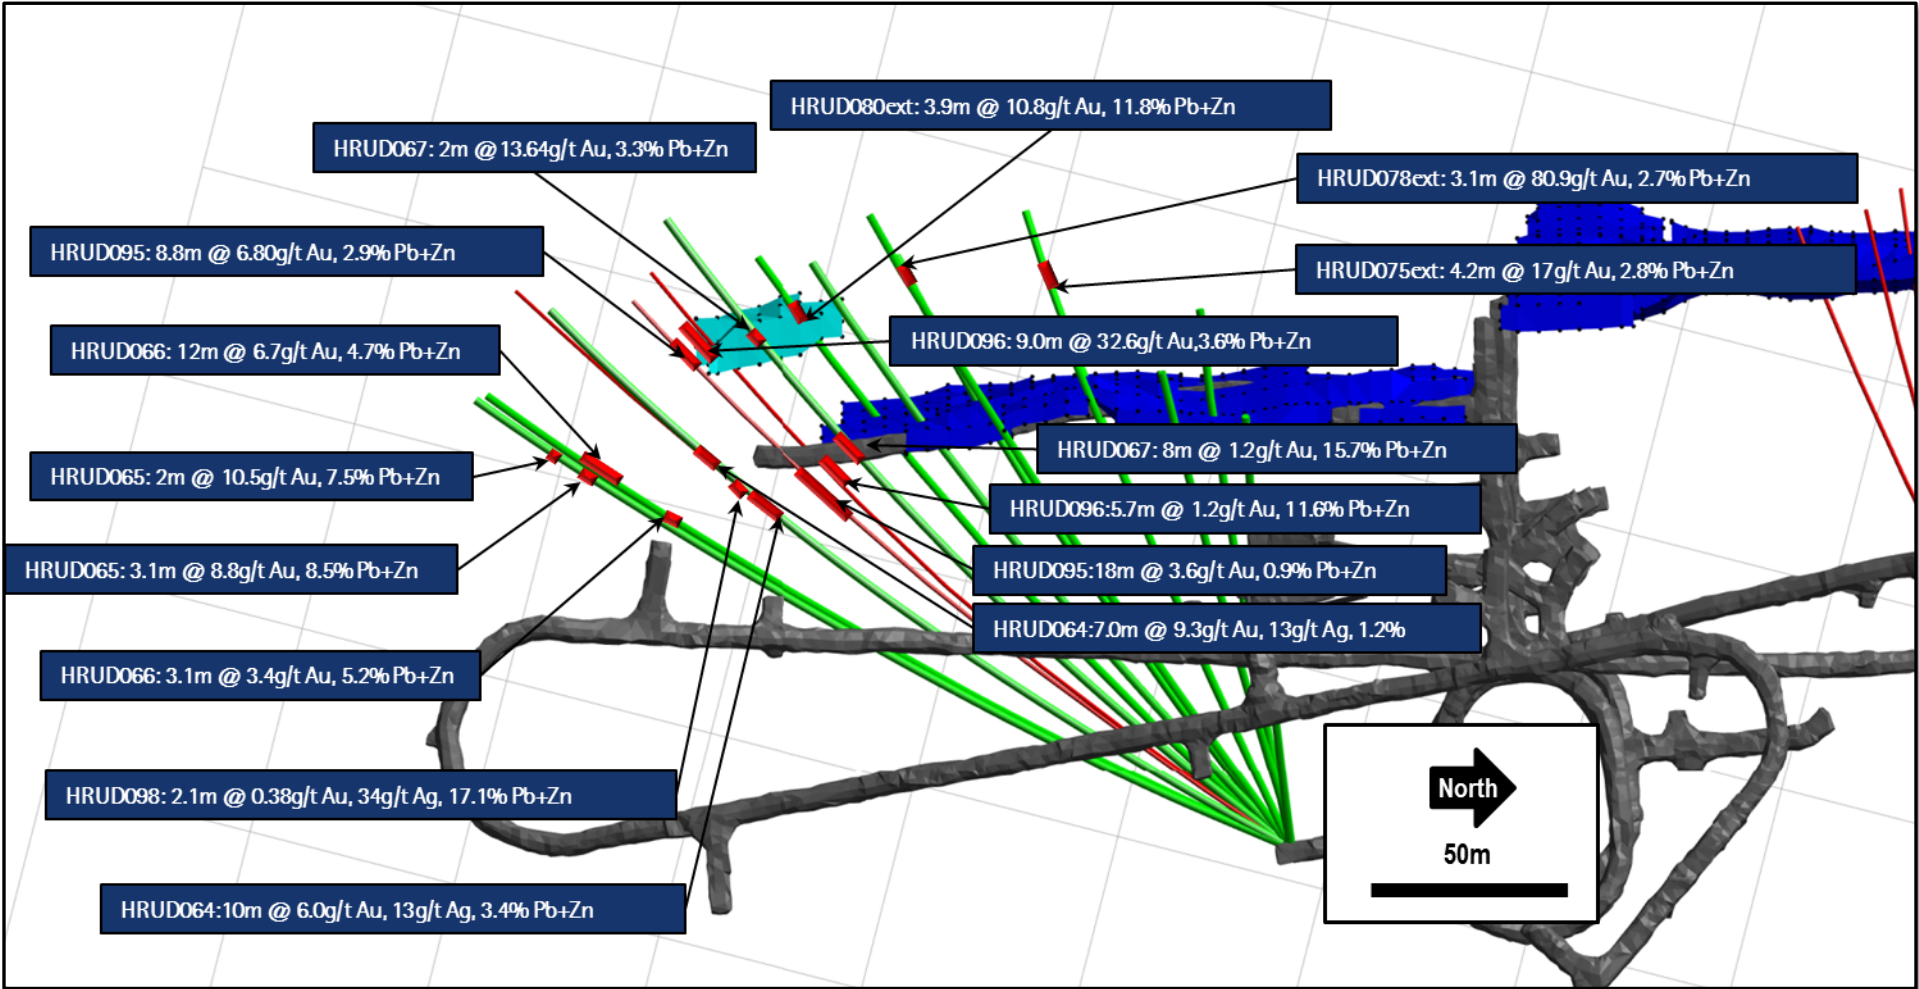 HRUD080ext: 3.9m @ 10.8g/t Au, 11.8% Pb+Zn
HRUD067: 2m @ 13.64g/t Au, 3.3% Pb+Zn
HRUD078ext: 3.1m @ 80.9g/t Au, 2.7% Pb+Zn
HRUD095: 8.8m @ 6.80g/t Au, 2.9% Pb+Zn
HRUD075ext: 4.2m @ 17g/t Au, 2.8% Pb+Zn
HRUD096: 9.0m @ 32.6g/t Au,3.6% Pb+Zn
HRUD066: 12m @ 6.7g/t Au, 4.7% Pb+Zn
HRUD067: 8m @ 1.2g/t Au, 15.7% Pb+Zn
HRUD065: 2m @ 10.5g/t Au, 7.5% Pb+Zn
HRUD096:5.7m @ 1.2g/t Au, 11.6% Pb+Zn
HRUD065: 3.1m @ 8.8g/t Au, 8.5% Pb+Zn
HRUD095:18m @ 3.6g/t Au, 0.9% Pb+Zn
HRUD064:7.0m @ 9.3g/t Au, 13g/t Ag, 1.2%
HRUD066: 3.1m @ 3.4g/t Au, 5.2% Pb+Zn
HRUD098: 2.1m @ 0.38g/t Au, 34g/t Ag, 17.1% Pb+Zn
North
50m
HRUD064:10m @ 6.0g/t Au, 13g/t Ag, 3.4% Pb+Zn